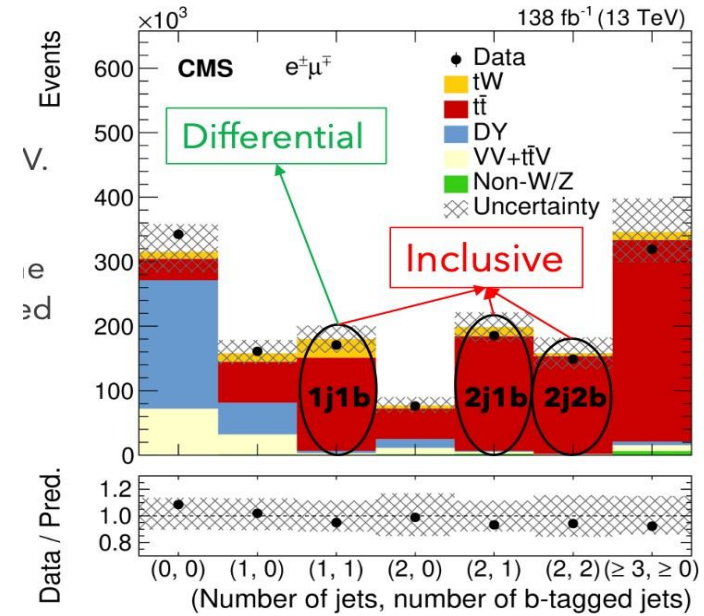 ×10³
138 fb⁻¹ (13 TeV)
Events
600
500
400
300
200
100
0
CMS
e±μ∓
Data
tW
tt̄
DY
VV+tt̄V
Non-W/Z
Uncertainty
Differential
Inclusive
1j1b
2j1b
2j2b
V.
ed
Data / Pred.
1.2
1.0
0.8
(0, 0) (1, 0) (1, 1) (2, 0) (2, 1) (2, 2) (≥ 3, ≥ 0)
(Number of jets, number of b-tagged jets)